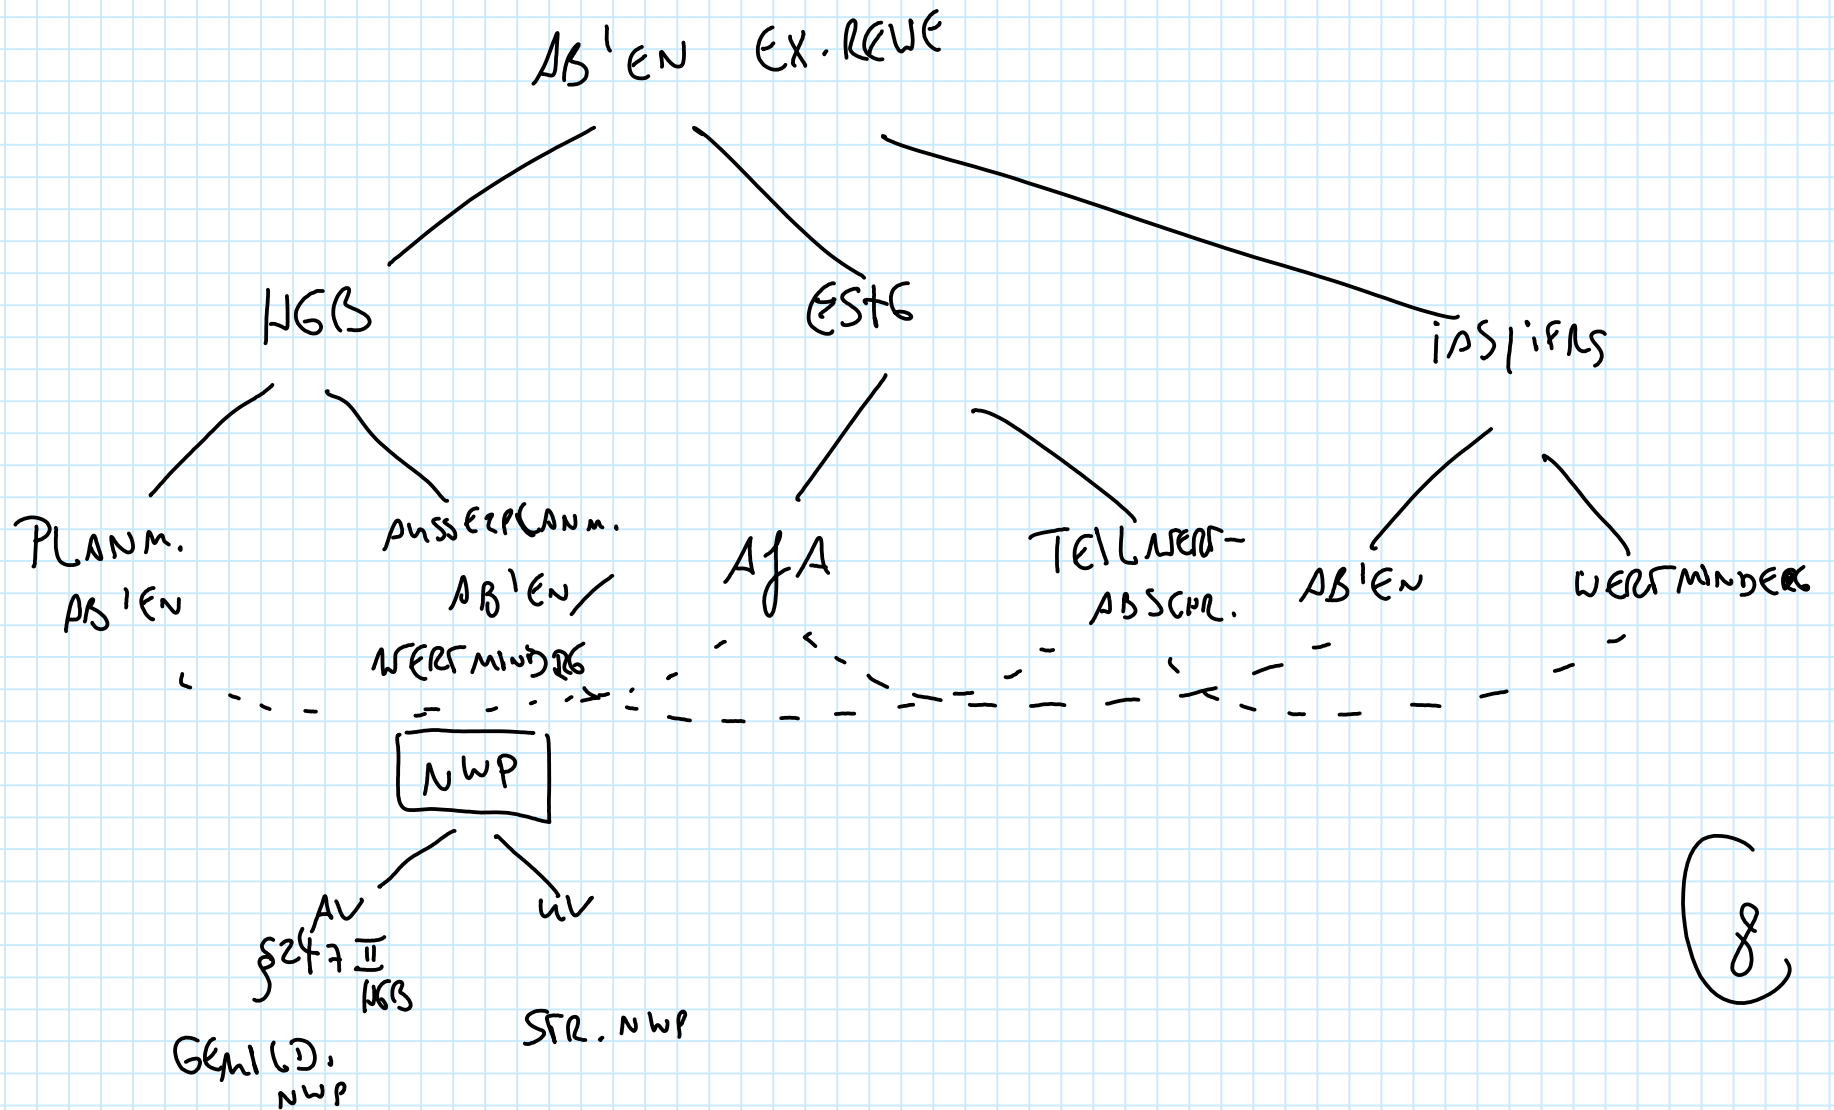 AB'EN EX. REWE
HGB
EStG
iAS/iFRS
PLANM.
AB'EN
AUSSERPLANM.
AB'EN/
WERTMINDRG
AfA
TEILWERT-
ABSCHR.
AB'EN
WERTMINDERG
NWP
AV
§247 II
HGB
GEMILD.
NWP
UV
STR. NWP
8